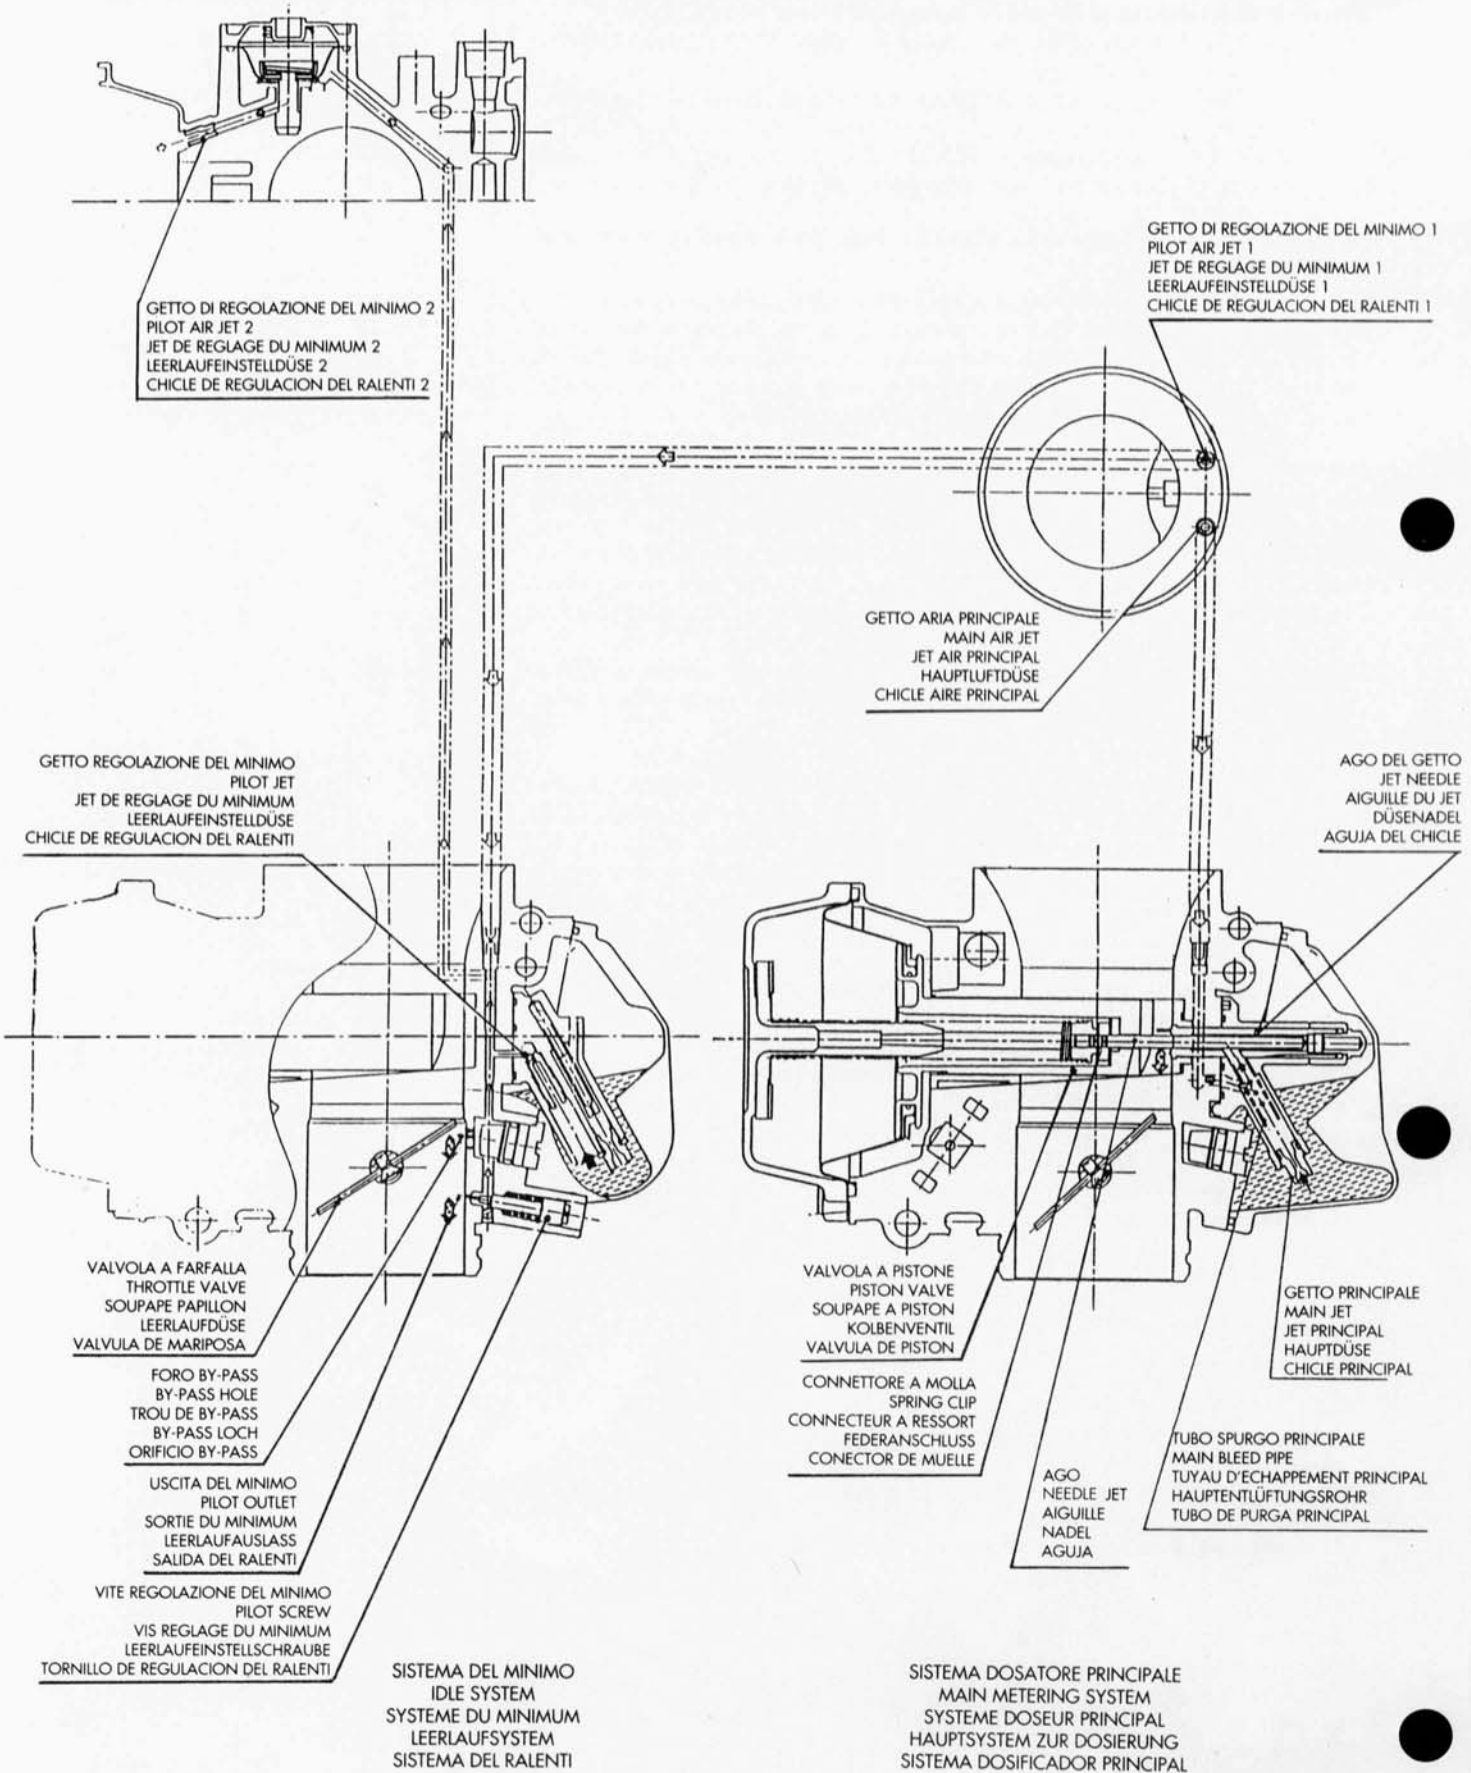 GETTO DI REGOLAZIONE DEL MINIMO 2
PILOT AIR JET 2
JET DE REGLAGE DU MINIMUM 2
LEERLAUFEINSTELLDÜSE 2
CHICLE DE REGULACION DEL RALENTI 2
GETTO DI REGOLAZIONE DEL MINIMO 1
PILOT AIR JET 1
JET DE REGLAGE DU MINIMUM 1
LEERLAUFEINSTELLDÜSE 1
CHICLE DE REGULACION DEL RALENTI 1
GETTO ARIA PRINCIPALE
MAIN AIR JET
JET AIR PRINCIPAL
HAUPTLUFTDÜSE
CHICLE AIRE PRINCIPAL
GETTO REGOLAZIONE DEL MINIMO
PILOT JET
JET DE REGLAGE DU MINIMUM
LEERLAUFEINSTELLDÜSE
CHICLE DE REGULACION DEL RALENTI
AGO DEL GETTO
JET NEEDLE
AIGUILLE DU JET
DÜSENADEL
AGUJA DEL CHICLE
VALVOLA A FARFALLA
THROTTLE VALVE
SOUPAPE PAPILLON
LEERLAUFDÜSE
VALVULA DE MARIPOSA
FORO BY-PASS
BY-PASS HOLE
TROU DE BY-PASS
BY-PASS LOCH
ORIFICIO BY-PASS
USCITA DEL MINIMO
PILOT OUTLET
SORTIE DU MINIMUM
LEERLAUFAUSLASS
SALIDA DEL RALENTI
VITE REGOLAZIONE DEL MINIMO
PILOT SCREW
VIS REGLAGE DU MINIMUM
LEERLAUFEINSTELLSCHRAUBE
TORNILLO DE REGULACION DEL RALENTI
VALVOLA A PISTONE
PISTON VALVE
SOUPAPE A PISTON
KOLBENVENTIL
VALVULA DE PISTON
CONNETTORE A MOLLA
SPRING CLIP
CONNECTEUR A RESSORT
FEDERANSCHLUSS
CONECTOR DE MUELLE
AGO
NEEDLE JET
AIGUILLE
NADEL
AGUJA
GETTO PRINCIPALE
MAIN JET
JET PRINCIPAL
HAUPTDÜSE
CHICLE PRINCIPAL
TUBO SPURGO PRINCIPALE
MAIN BLEED PIPE
TUYAU D'ECHAPPEMENT PRINCIPAL
HAUPTENTLÜFTUNGSROHR
TUBO DE PURGA PRINCIPAL
SISTEMA DEL MINIMO
IDLE SYSTEM
SYSTEME DU MINIMUM
LEERLAUFSYSTEM
SISTEMA DEL RALENTI
SISTEMA DOSATORE PRINCIPALE
MAIN METERING SYSTEM
SYSTEME DOSEUR PRINCIPAL
HAUPTSYSTEM ZUR DOSIERUNG
SISTEMA DOSIFICADOR PRINCIPAL